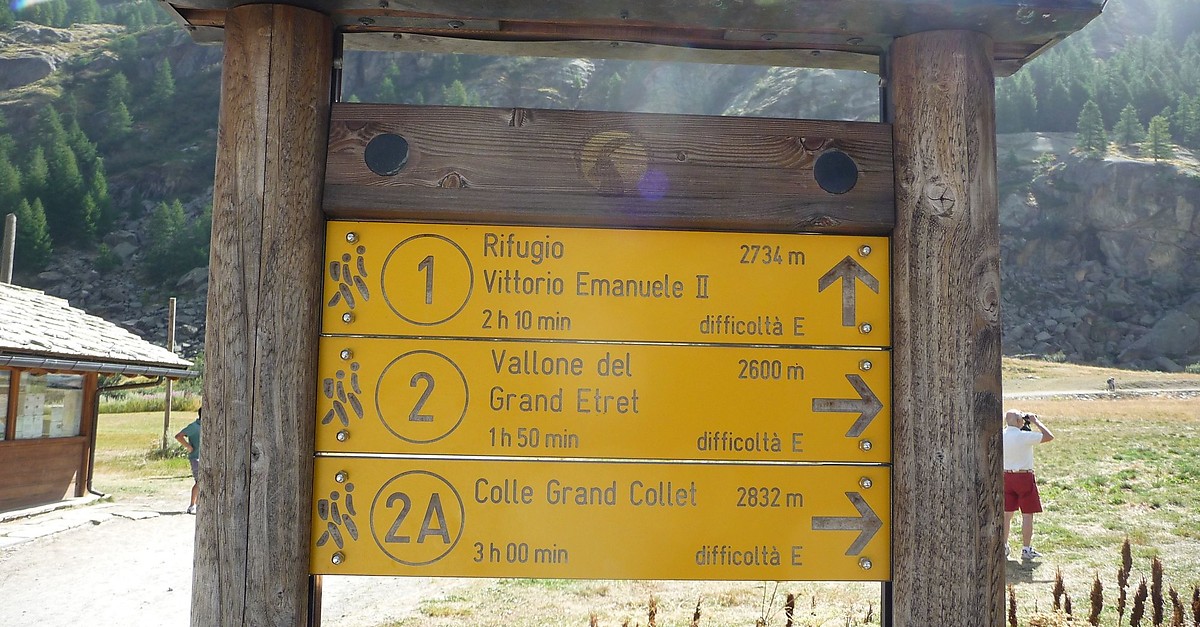 1
Rifugio 2734 m
Vittorio Emanuele II
2 h 10 min difficoltà E
2
Vallone del 2600 m
Grand Etret
1 h 50 min difficoltà E
2A
Colle Grand Collet 2832 m
3 h 00 min difficoltà E